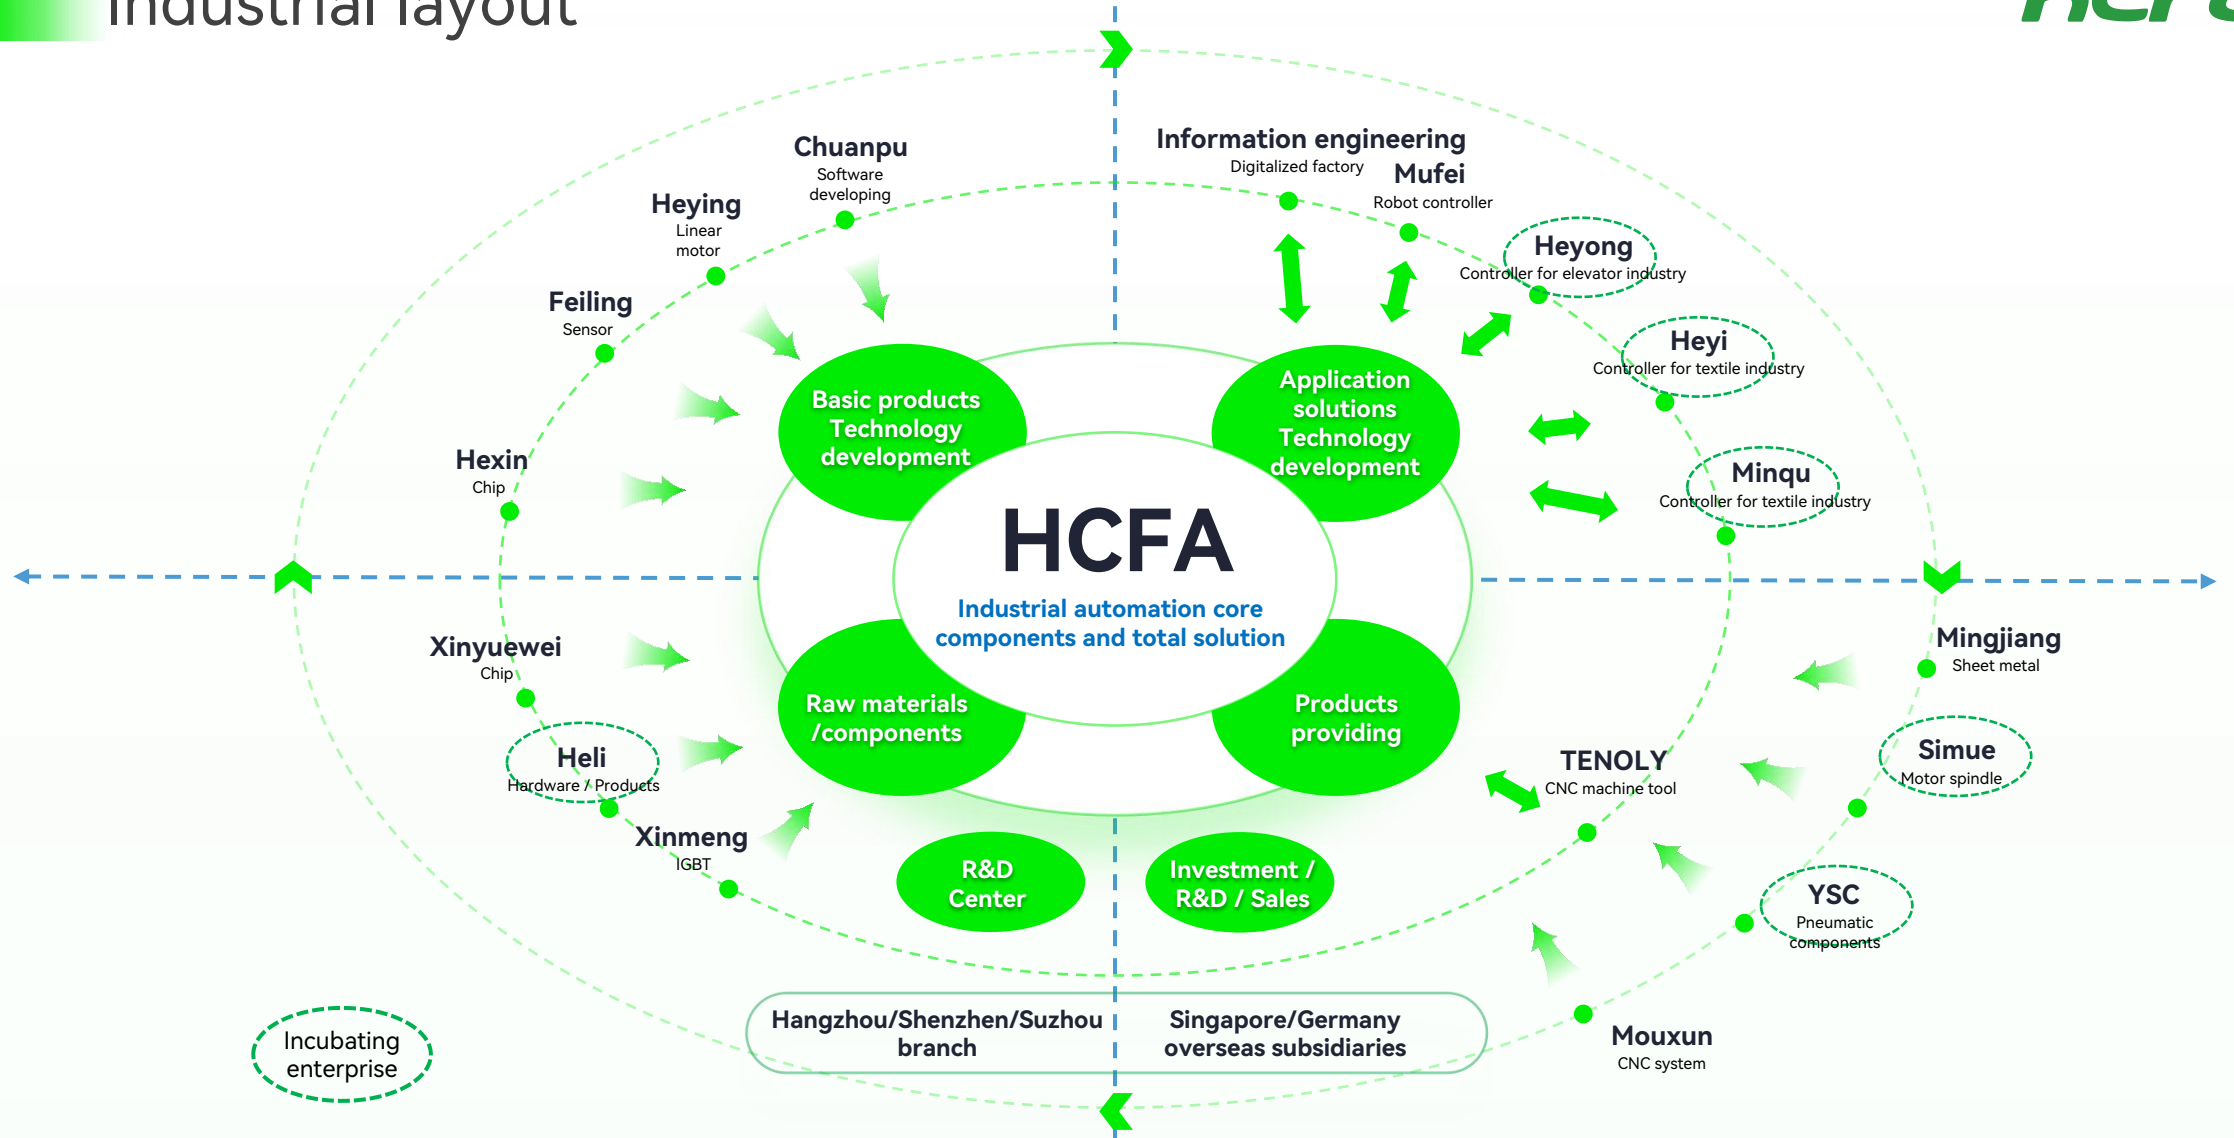 Industrial layout
Chuanpu
Software
developing
Heying
Linear
motor
Feiling
Sensor
Hexin
Chip
Xinyuewei
Chip
Heli
Hardware / Products
Xinmeng
IGBT
Information engineering
Digitalized factory
Mufei
Robot controller
Heyong
Controller for elevator industry
Heyi
Controller for textile industry
Minqu
Controller for textile industry
Basic products
Technology
development
Application
solutions
Technology
development
HCFA
Industrial automation core
components and total solution
Raw materials
/components
Products
providing
Mingjiang
Sheet metal
Simue
Motor spindle
TENOLY
CNC machine tool
YSC
Pneumatic
components
Mouxun
CNC system
R&D
Center
Investment /
R&D / Sales
Hangzhou/Shenzhen/Suzhou
branch
Singapore/Germany
overseas subsidiaries
Incubating
enterprise